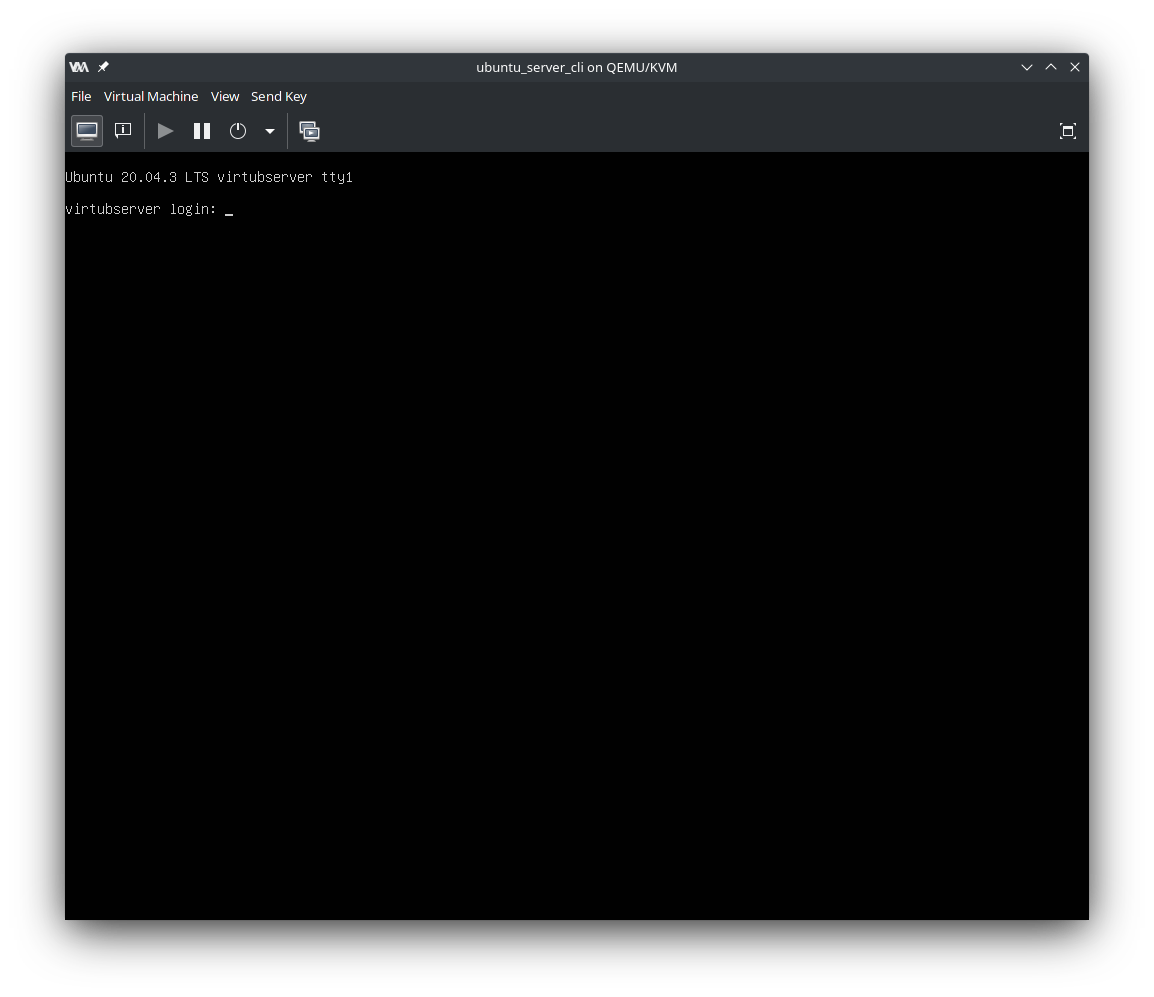 ubuntu_server_cli on QEMU/KVM
File Virtual Machine View Send Key
Ubuntu 20.04.3 LTS virtubserver tty1
virtubserver login: _